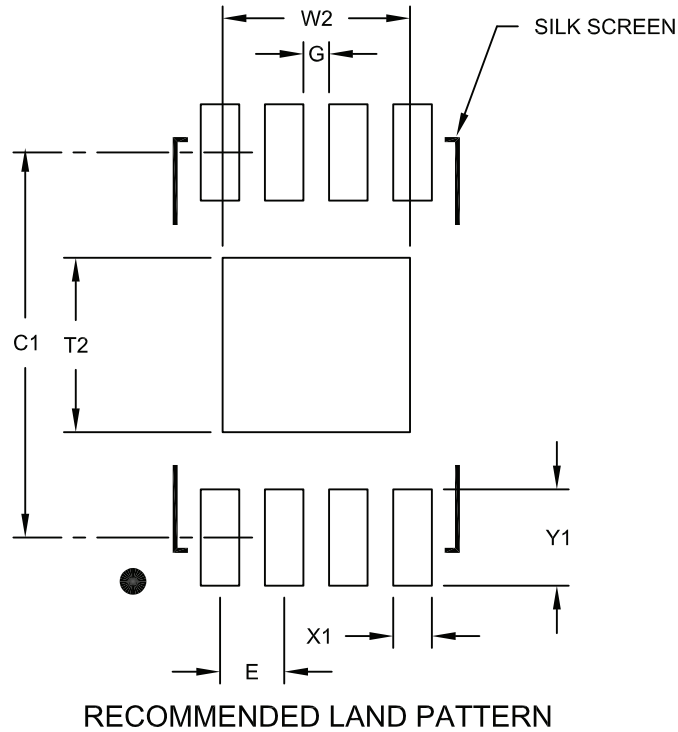 W2
SILK SCREEN
G
C1
T2
Y1
X1
E
RECOMMENDED LAND PATTERN